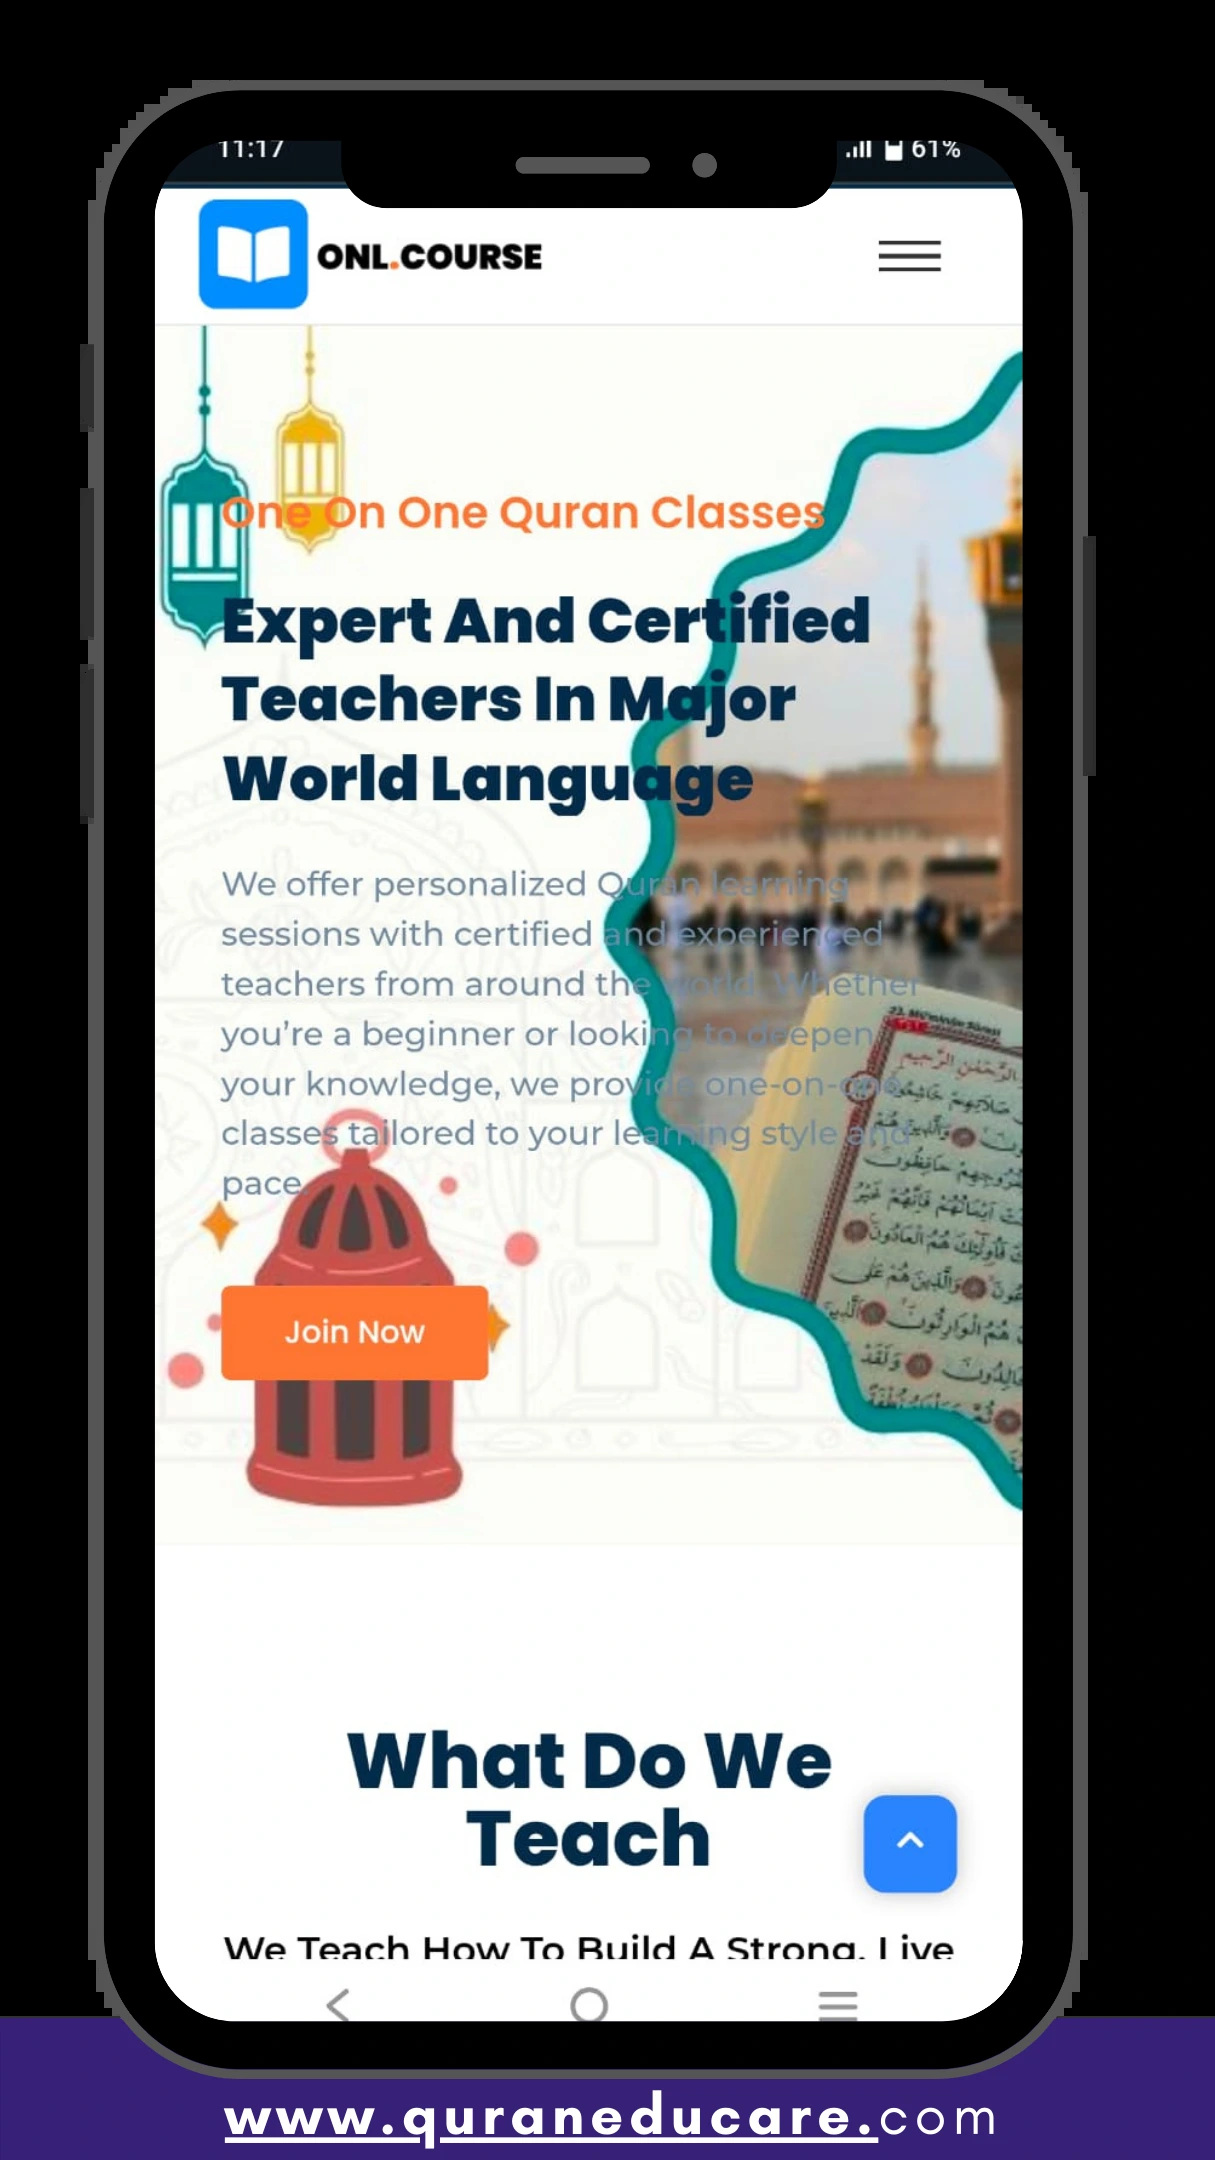 11:17
61%
ONL.COURSE
One On One Quran Classes
Expert And Certified
Teachers In Major
World Language
We offer personalized Quran learning
sessions with certified and experienced
teachers from around the world. Whether
you’re a beginner or looking to deepen
your knowledge, we provide one-on-one
classes tailored to your learning style and
pace.
Join Now
What Do We
Teach
We Teach How To Build A Strong, Live
www.quraneducare.com